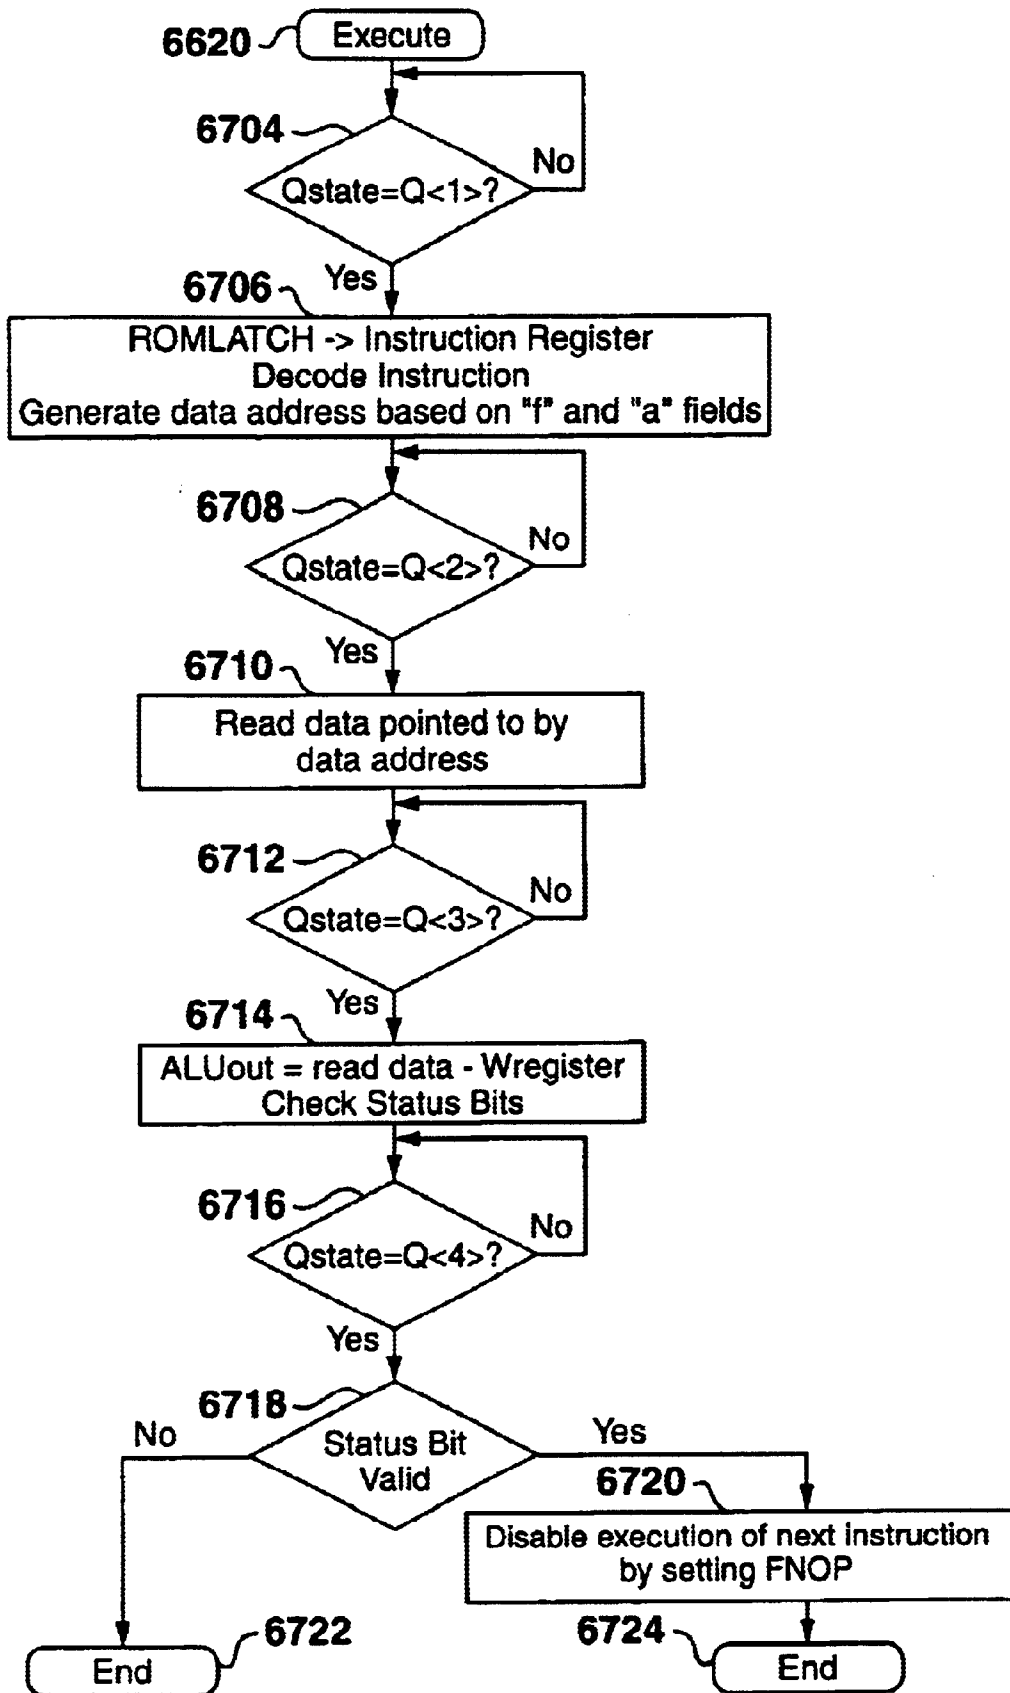 6620 Execute
6704
Qstate=Q<1>?
No
Yes
6706
ROMLATCH -> Instruction Register
Decode Instruction
Generate data address based on "f" and "a" fields
6708
Qstate=Q<2>?
No
Yes
6710
Read data pointed to by
data address
6712
Qstate=Q<3>?
No
Yes
6714
ALUout = read data - Wregister
Check Status Bits
6716
Qstate=Q<4>?
No
Yes
6718
Status Bit
Valid
No
Yes
6720
Disable execution of next instruction
by setting FNOP
6722
End
6724
End